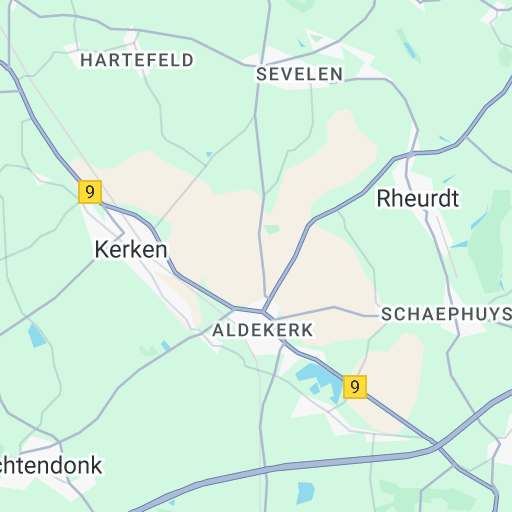 HARTEFELD
SEVELEN
9
Rheurdt
Kerken
SCHAEPHUYS
ALDEKERK
9
chtendonk